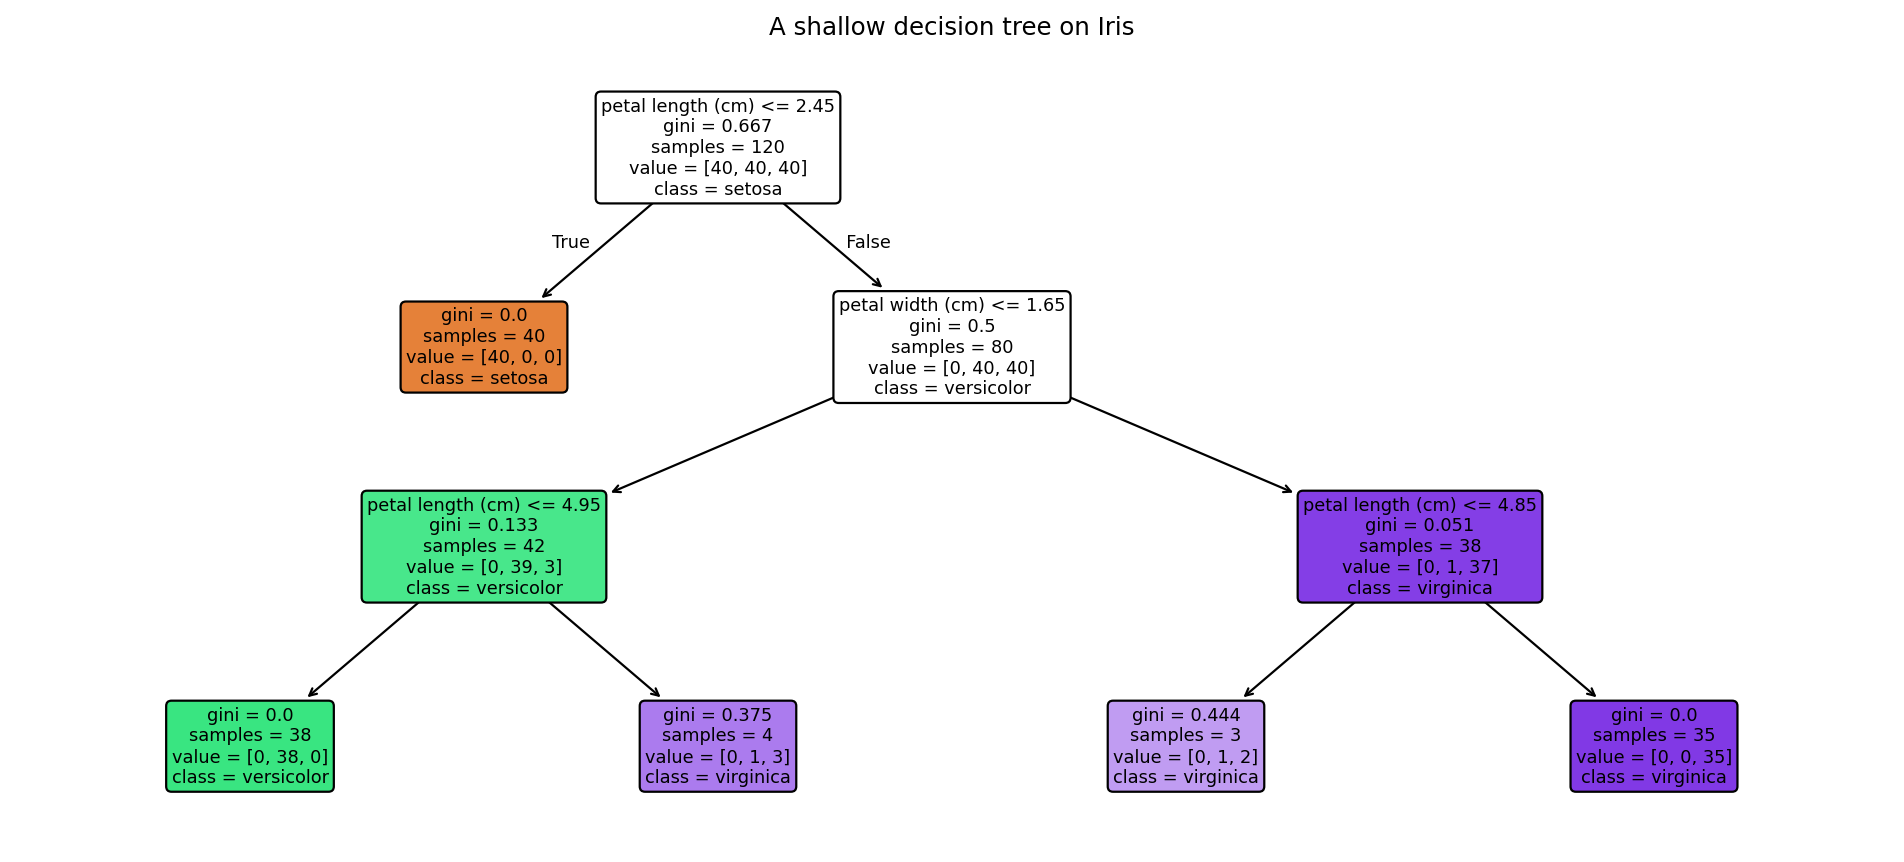 A shallow decision tree on Iris
petal length (cm) <= 2.45
gini = 0.667
samples = 120
value = [40, 40, 40]
class = setosa
True
False
gini = 0.0
samples = 40
value = [40, 0, 0]
class = setosa
petal width (cm) <= 1.65
gini = 0.5
samples = 80
value = [0, 40, 40]
class = versicolor
petal length (cm) <= 4.95
gini = 0.133
samples = 42
value = [0, 39, 3]
class = versicolor
petal length (cm) <= 4.85
gini = 0.051
samples = 38
value = [0, 1, 37]
class = virginica
gini = 0.0
samples = 38
value = [0, 38, 0]
class = versicolor
gini = 0.375
samples = 4
value = [0, 1, 3]
class = virginica
gini = 0.444
samples = 3
value = [0, 1, 2]
class = virginica
gini = 0.0
samples = 35
value = [0, 0, 35]
class = virginica